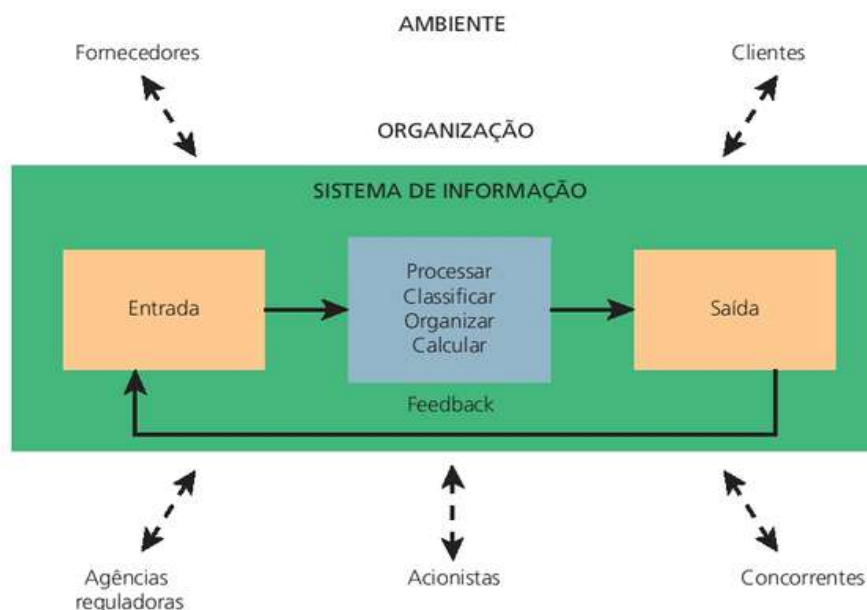 AMBIENTE
Fornecedores
Clientes
ORGANIZAÇÃO
SISTEMA DE INFORMAÇÃO
Entrada
Processar
Classificar
Organizar
Calcular
Saída
Feedback
Agências
reguladoras
Acionistas
Concorrentes